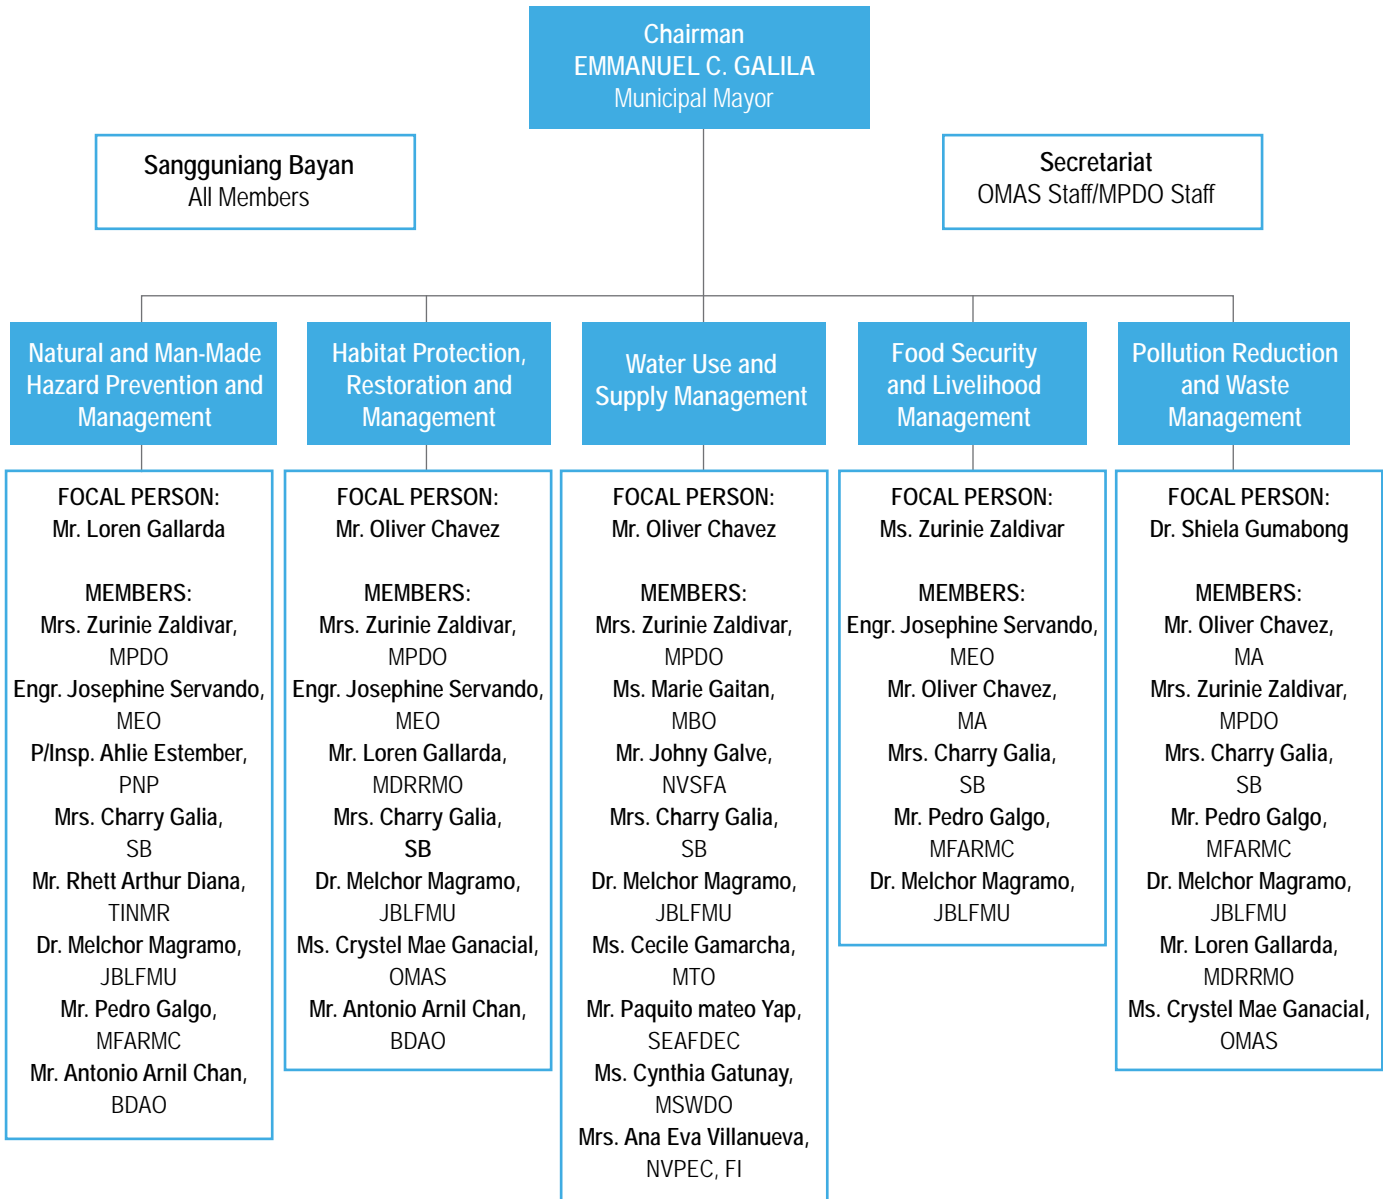 Chairman
EMMANUEL C. GALILA
Municipal Mayor
Sangguniang Bayan
All Members
Secretariat
OMAS Staff/MPDO Staff
Natural and Man-Made
Hazard Prevention and
Management
Habitat Protection,
Restoration and
Management
Water Use and
Supply Management
Food Security
and Livelihood
Management
Pollution Reduction
and Waste
Management
FOCAL PERSON:
Mr. Loren Gallarda
MEMBERS:
Mrs. Zurinie Zaldivar,
MPDO
Engr. Josephine Servando,
MEO
P/Insp. Ahlie Estember,
PNP
Mrs. Charry Galia,
SB
Mr. Rhett Arthur Diana,
TINMR
Dr. Melchor Magramo,
JBLFMU
Mr. Pedro Galgo,
MFARMC
Mr. Antonio Arnil Chan,
BDAO
FOCAL PERSON:
Mr. Oliver Chavez
MEMBERS:
Mrs. Zurinie Zaldivar,
MPDO
Engr. Josephine Servando,
MEO
Mr. Loren Gallarda,
MDRRMO
Mrs. Charry Galia,
SB
Dr. Melchor Magramo,
JBLFMU
Ms. Crystel Mae Ganacial,
OMAS
Mr. Antonio Arnil Chan,
BDAO
FOCAL PERSON:
Mr. Oliver Chavez
MEMBERS:
Mrs. Zurinie Zaldivar,
MPDO
Ms. Marie Gaitan,
MBO
Mr. Johny Galve,
NVSFA
Mrs. Charry Galia,
SB
Dr. Melchor Magramo,
JBLFMU
Ms. Cecile Gamarcha,
MTO
Mr. Paquito mateo Yap,
SEAFDEC
Ms. Cynthia Gatunay,
MSWDO
Mrs. Ana Eva Villanueva,
NVPEC, FI
FOCAL PERSON:
Ms. Zurinie Zaldivar
MEMBERS:
Engr. Josephine Servando,
MEO
Mr. Oliver Chavez,
MA
Mrs. Charry Galia,
SB
Mr. Pedro Galgo,
MFARMC
Dr. Melchor Magramo,
JBLFMU
FOCAL PERSON:
Dr. Shiela Gumabong
MEMBERS:
Mr. Oliver Chavez,
MA
Mrs. Zurinie Zaldivar,
MPDO
Mrs. Charry Galia,
SB
Mr. Pedro Galgo,
MFARMC
Dr. Melchor Magramo,
JBLFMU
Mr. Loren Gallarda,
MDRRMO
Ms. Crystel Mae Ganacial,
OMAS